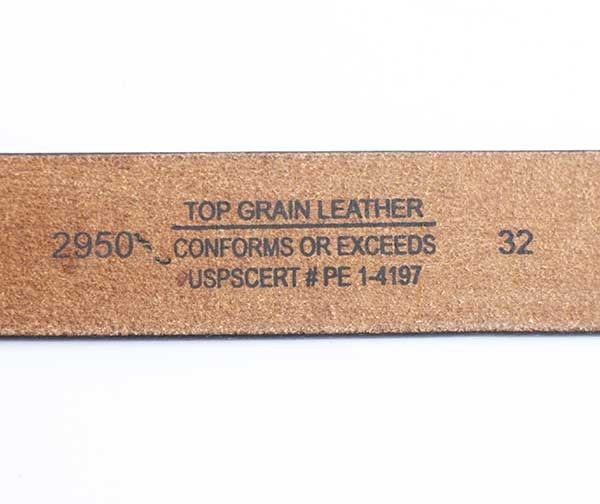 TOP GRAIN LEATHER
2950 CONFORMS OR EXCEEDS 32
USPSCERT # PE 1-4197